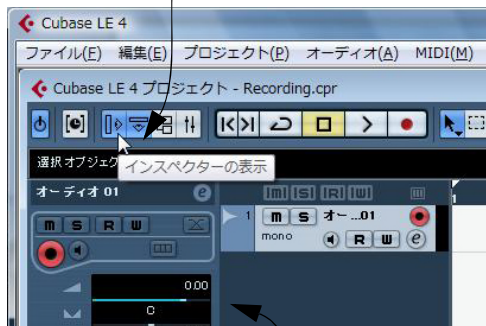 Cubase LE 4
ファイル(F) 編集(E) プロジェクト(P) オーディオ(A) MIDI(M)
Cubase LE 4 プロジェクト - Recording.cpr
選択オブジェク
インスペクターの表示
オーディオ 01 e
M S R W
0.00
C
[M] [S] [R] [W]
1
1 M S オー...01
mono R W e